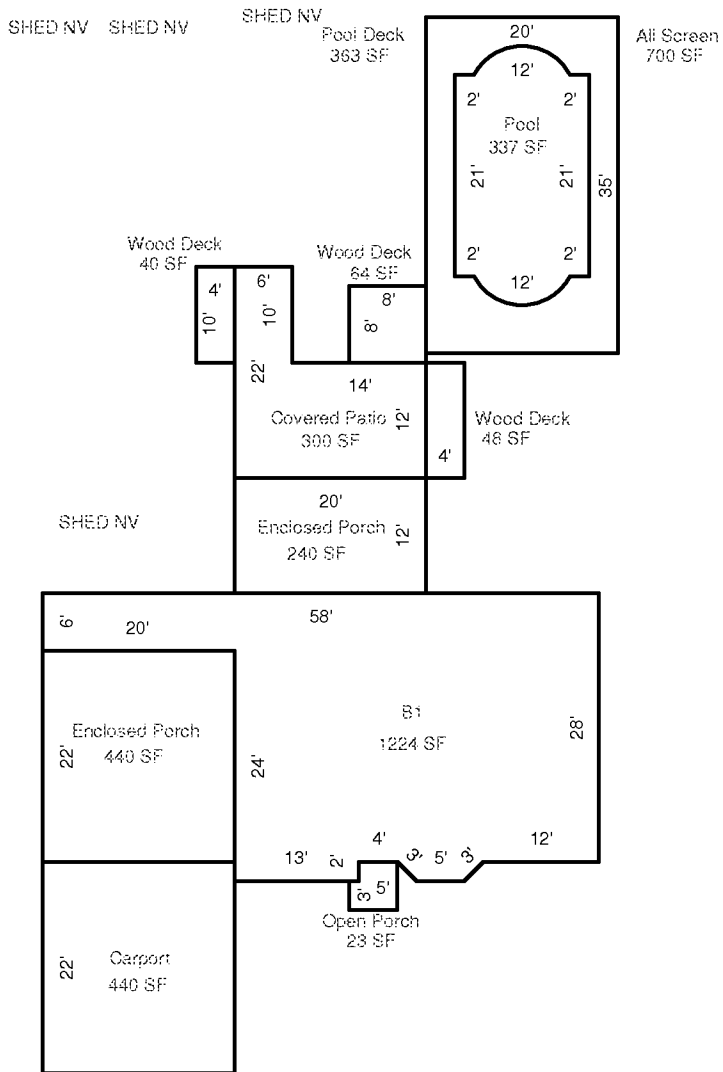 SHED NV SHED NV SHED NV
Pool Deck
363 SF
20'
All Screen
700 SF
12'
2' 2'
Pool
337 SF
21' 21' 35'
2' 2'
12'
Wood Deck
40 SF
4' 6'
10' 10'
22'
Wood Deck
64 SF
8'
8'
14'
Covered Patio
300 SF
12'
Wood Deck
48 SF
4'
20'
Enclosed Porch
240 SF
12'
SHED NV
6' 20' 58'
Enclosed Porch
440 SF
22'
24'
B1
1224 SF
28'
13' 2' 4' 3' 5' 3' 12'
3' 5'
Open Porch
23 SF
Carport
440 SF
22'